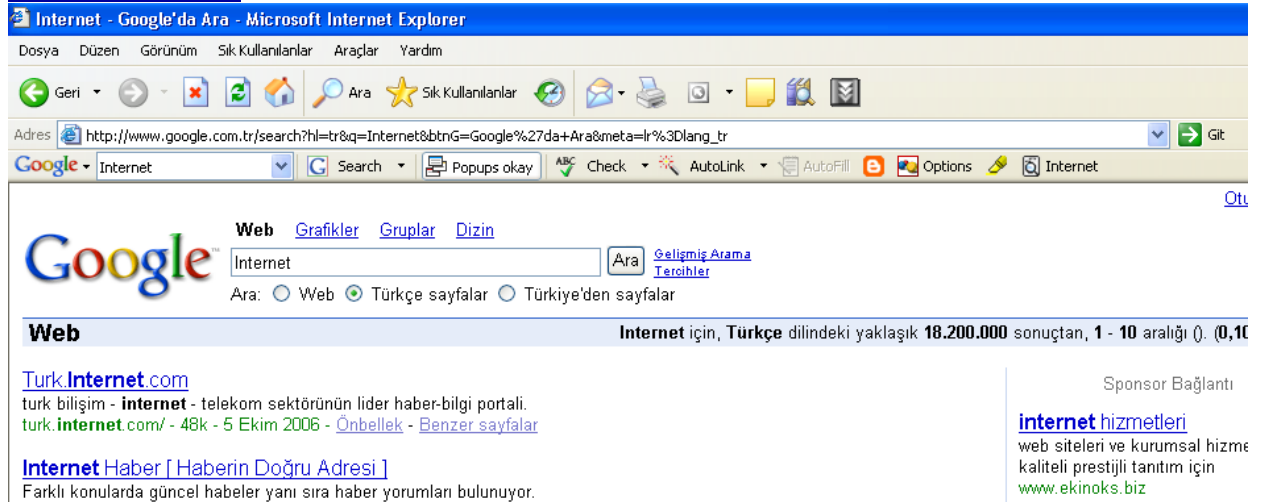 Internet - Google'da Ara - Microsoft Internet Explorer
Dosya Düzen Görünüm Sık Kullanılanlar Araçlar Yardım
Geri Ara Sık Kullanılanlar
Adres http://www.google.com.tr/search?hl=tr&q=Internet&btnG=Google%27da+Ara&meta=lr%3Dlang_tr Git
Google Internet G Search Popups okay ABC Check AutoLink AutoFill Options Internet
Web Grafikler Gruplar Dizin
Google™ Internet Ara Gelişmiş Arama
Tercihler
Ara: Web Türkçe sayfalar Türkiye'den sayfalar
Web Internet için, Türkçe dilindeki yaklaşık 18.200.000 sonuçtan, 1 - 10 aralığı (). (0,10
Turk.Internet.com
turk bilişim - internet - telekom sektörünün lider haber-bilgi portali.
turk.internet.com/ - 48k - 5 Ekim 2006 - Önbellek - Benzer sayfalar
Internet Haber [ Haberin Doğru Adresi ]
Farklı konularda güncel habeler yanı sıra haber yorumları bulunuyor.
Sponsor Bağlantı
internet hizmetleri
web siteleri ve kurumsal hizme
kaliteli prestijli tanıtım için
www.ekinoks.biz